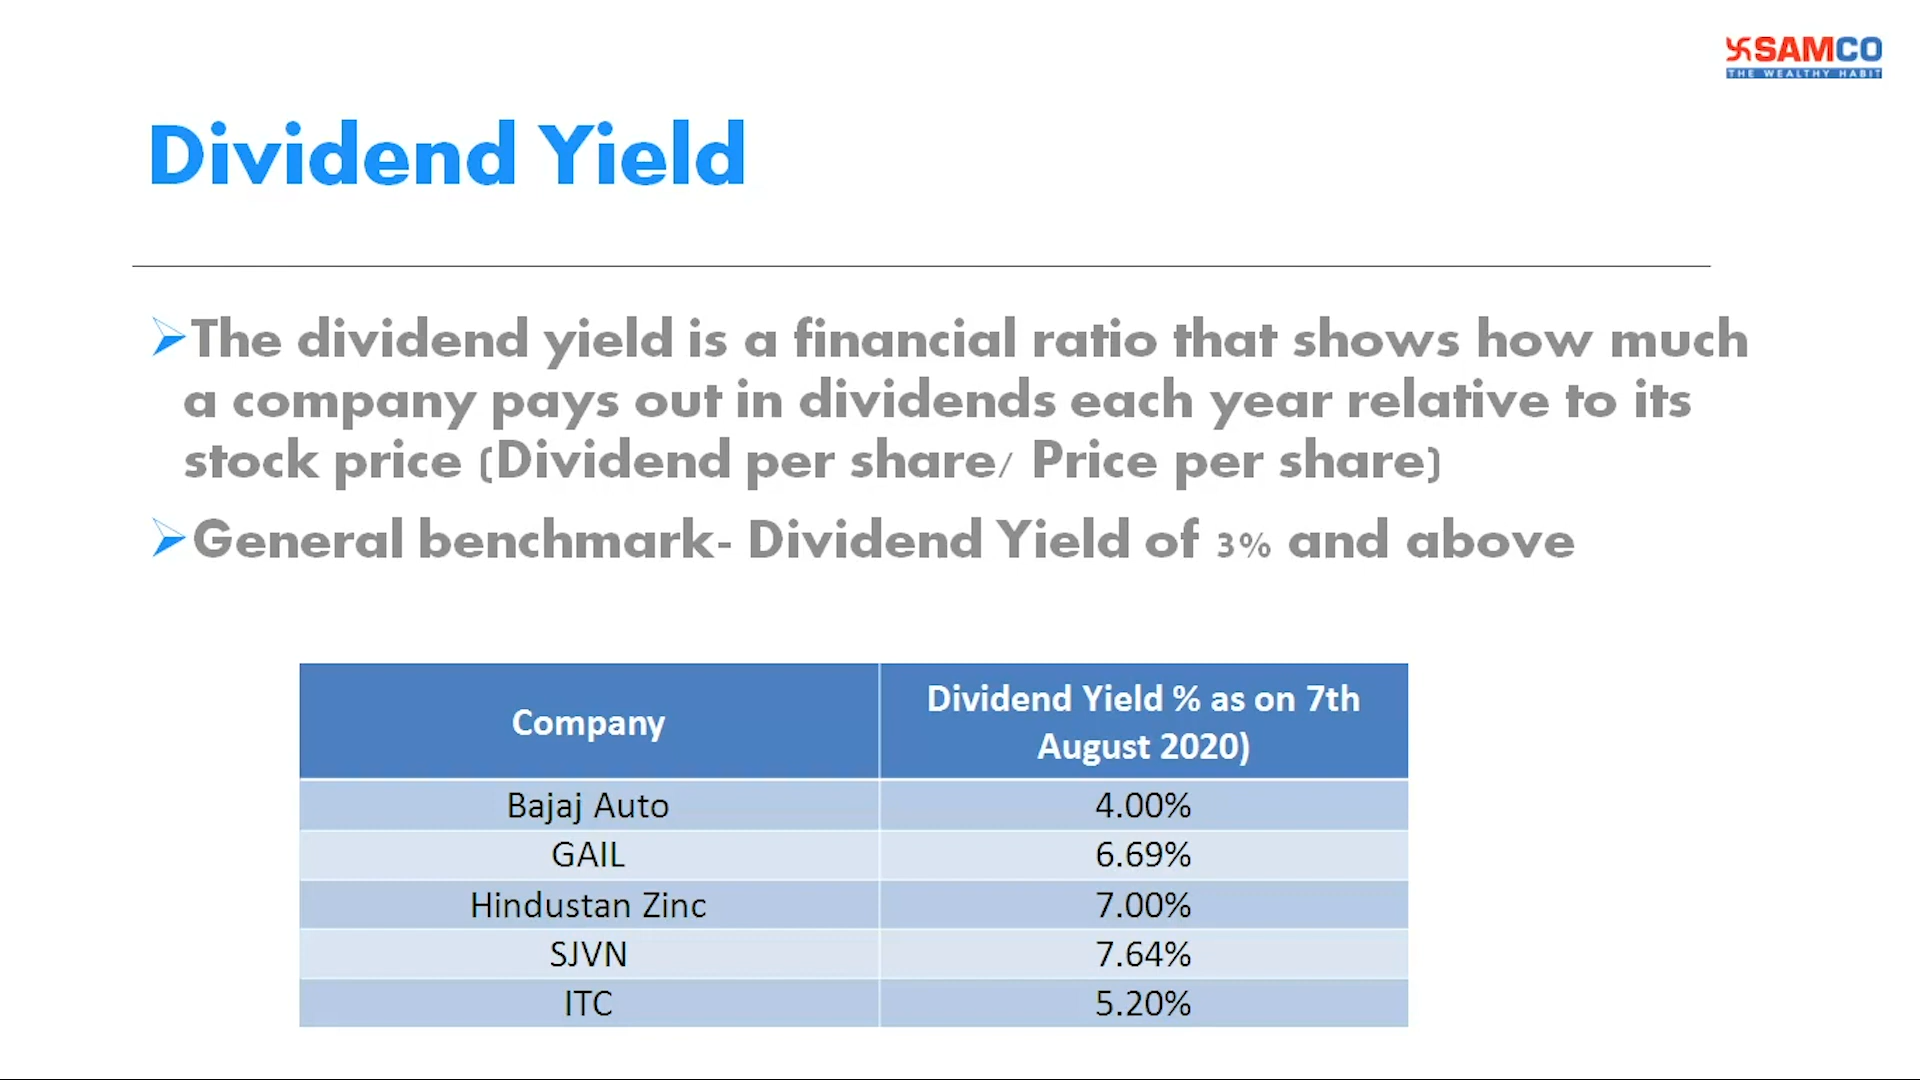 SAMCO
THE WEALTHY HABIT
Dividend Yield
The dividend yield is a financial ratio that shows how much
a company pays out in dividends each year relative to its
stock price (Dividend per share/ Price per share)
General benchmark- Dividend Yield of 3% and above
Company
Dividend Yield % as on 7th
August 2020)
Bajaj Auto 4.00%
GAIL 6.69%
Hindustan Zinc 7.00%
SJVN 7.64%
ITC 5.20%